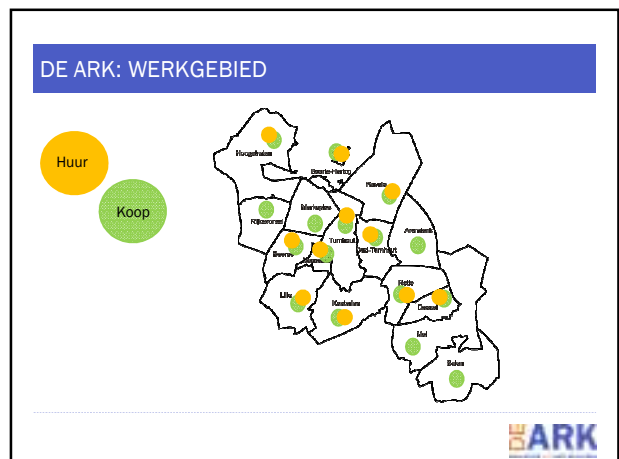 DE ARK: WERKGEBIED
Huur
Koop
Hoogstraten
Baarle-Hertog
Ravels
Rijkevorsel
Merksplas
Turnhout
Oud-Turnhout
Arendonk
Beerse
Lille
Kasterlee
Retie
Dessel
Mol
Balen
DE ARK